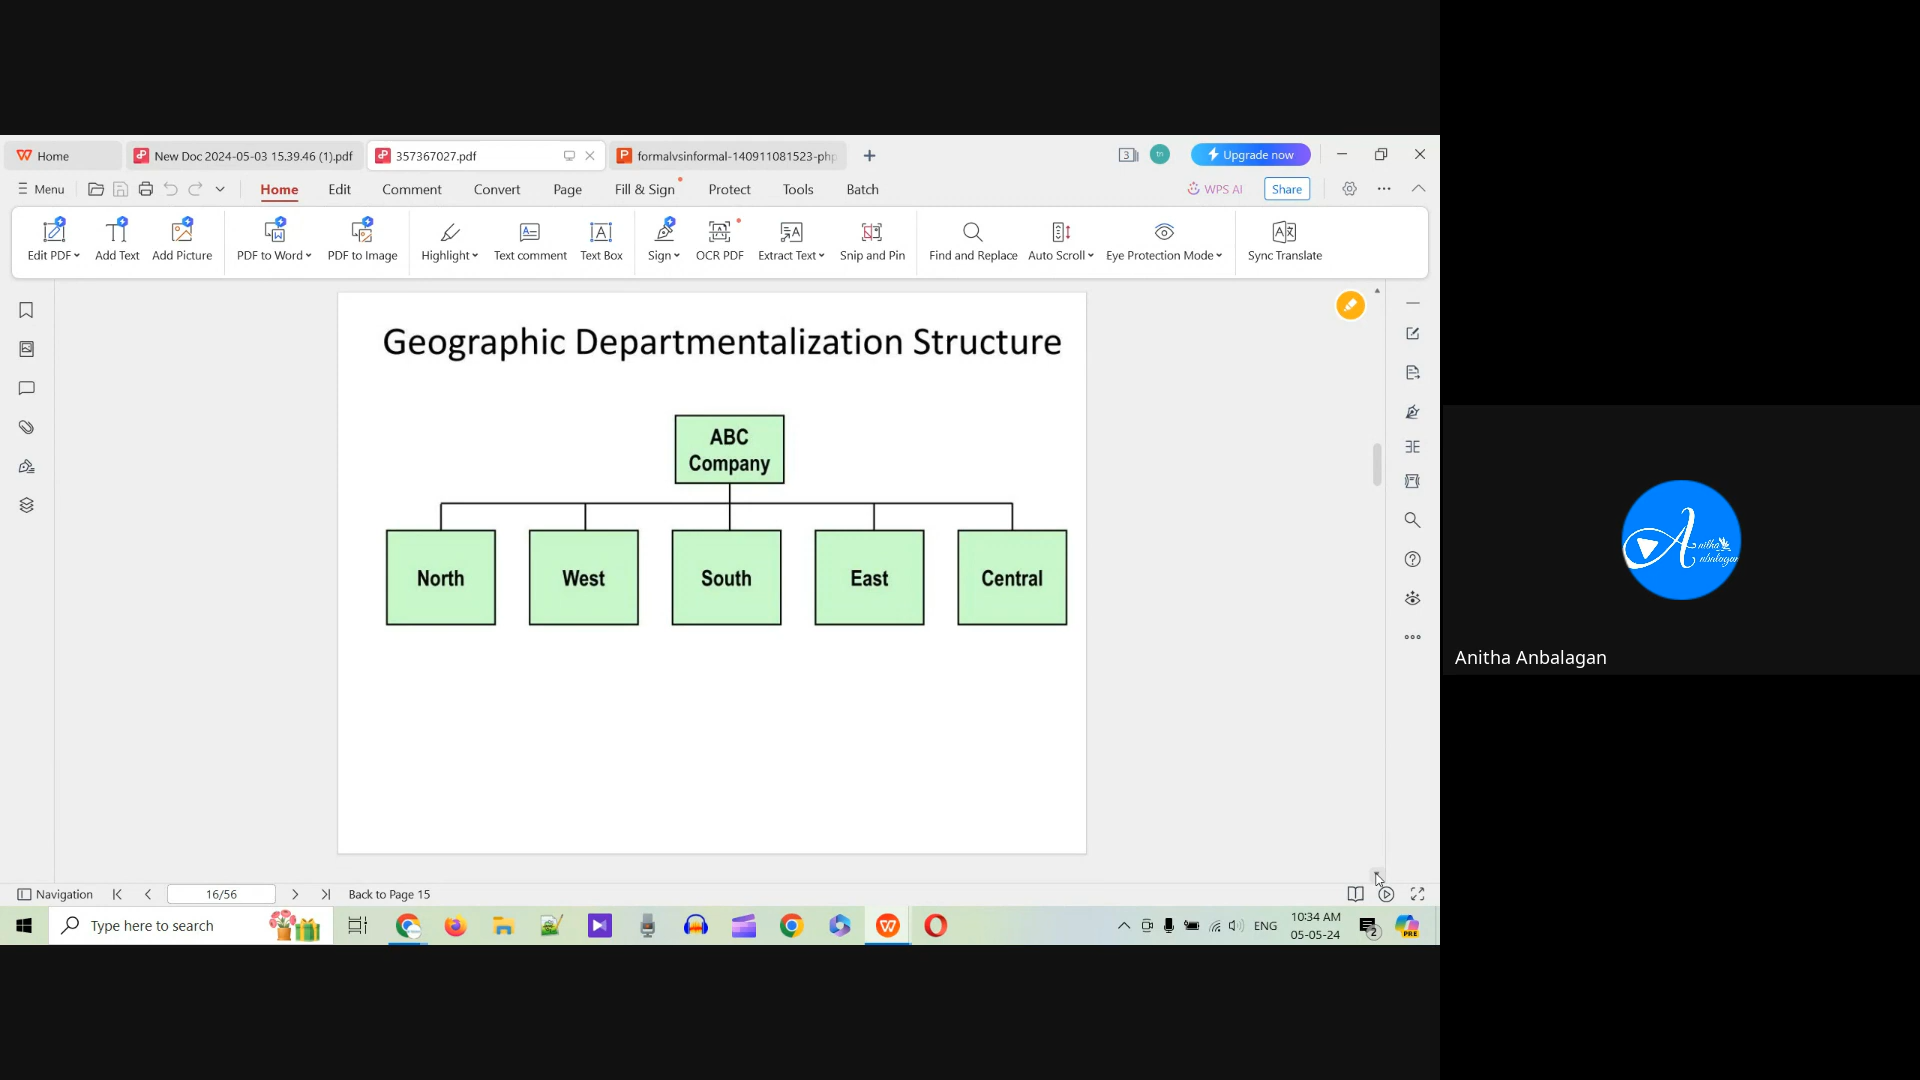 Home
New Doc 2024-05-03 15.39.46 (1).pdf
357367027.pdf
formalvsinformal-140911081523-php
3
Upgrade now
Menu
Home
Edit
Comment
Convert
Page
Fill & Sign
Protect
Tools
Batch
WPS AI
Share
Edit PDF
Add Text
Add Picture
PDF to Word
PDF to Image
Highlight
Text comment
Text Box
Sign
OCR PDF
Extract Text
Snip and Pin
Find and Replace
Auto Scroll
Eye Protection Mode
Sync Translate
Geographic Departmentalization Structure
ABC
Company
North
West
South
East
Central
Anitha Anbalagan
Navigation
16/56
Back to Page 15
Type here to search
ENG
10:34 AM
05-05-24
2
PRE